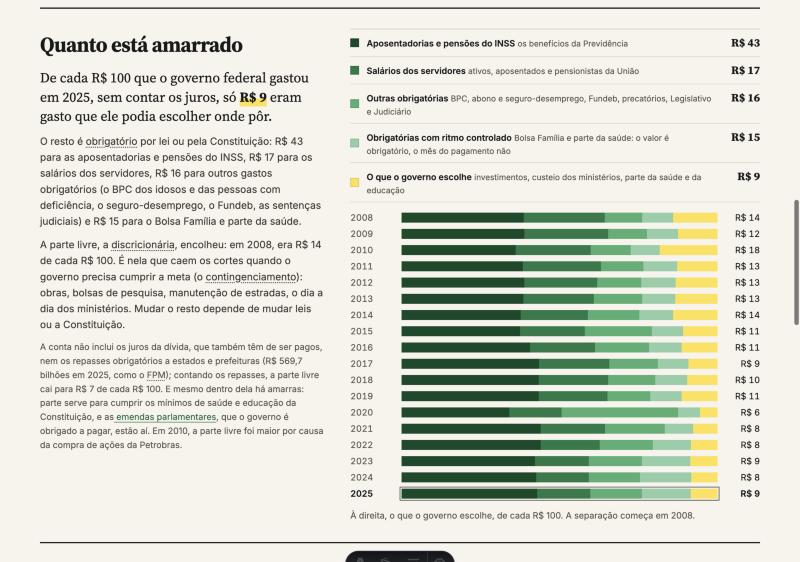 Quanto está amarrado
De cada R$ 100 que o governo federal gastou
em 2025, sem contar os juros, só R$ 9 eram
gasto que ele podia escolher onde pôr.
O resto é obrigatório por lei ou pela Constituição: R$ 43
para as aposentadorias e pensões do INSS, R$ 17 para os
salários dos servidores, R$ 16 para outros gastos
obrigatórios (o BPC dos idosos e das pessoas com
deficiência, o seguro-desemprego, o Fundeb, as sentenças
judiciais) e R$ 15 para o Bolsa Família e parte da saúde.
A parte livre, a discricionária, encolheu: em 2008, era R$ 14
de cada R$ 100. É nela que caem os cortes quando o
governo precisa cumprir a meta (o contingenciamento):
obras, bolsas de pesquisa, manutenção de estradas, o dia a
dia dos ministérios. Mudar o resto depende de mudar leis
ou a Constituição.
A conta não inclui os juros da dívida, que também têm de ser pagos,
nem os repasses obrigatórios a estados e prefeituras (R$ 569,7
bilhões em 2025, como o FPM); contando os repasses, a parte livre
cai para R$ 7 de cada R$ 100. E mesmo dentro dela há amarras:
parte serve para cumprir os mínimos de saúde e educação da
Constituição, e as emendas parlamentares, que o governo é
obrigado a pagar, estão aí. Em 2010, a parte livre foi maior por causa
da compra de ações da Petrobras.
Aposentadorias e pensões do INSS os benefícios da Previdência R$ 43
Salários dos servidores ativos, aposentados e pensionistas da União R$ 17
Outras obrigatórias BPC, abono e seguro-desemprego, Fundeb, precatórios, Legislativo R$ 16
e Judiciário
Obrigatórias com ritmo controlado Bolsa Família e parte da saúde: o valor é R$ 15
obrigatório, o mês do pagamento não
O que o governo escolhe investimentos, custeio dos ministérios, parte da saúde e da R$ 9
educação
2008 R$ 14
2009 R$ 12
2010 R$ 18
2011 R$ 13
2012 R$ 13
2013 R$ 13
2014 R$ 14
2015 R$ 11
2016 R$ 11
2017 R$ 9
2018 R$ 10
2019 R$ 11
2020 R$ 6
2021 R$ 8
2022 R$ 8
2023 R$ 9
2024 R$ 8
2025 R$ 9
À direita, o que o governo escolhe, de cada R$ 100. A separação começa em 2008.